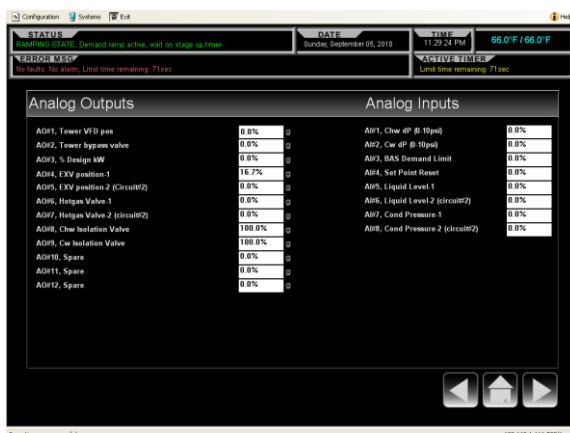 Configuration Systems Exit Help
STATUS
RAMPING STATE, Demand ramp active, wait on stage up timer
DATE
Sunday, September 05, 2010
TIME
11:29:24 PM
66.0°F / 66.0°F
ERROR MSG
No faults. No alarm, Limit time remaining: 71sec
ACTIVE TIMER
Limit time remaining: 71sec
Analog Outputs
AO#1, Tower VFD pos 0.0%
AO#2, Tower bypass valve 0.0%
AO#3, % Design kW 0.0%
AO#4, EXV position-1 16.7%
AO#5, EXV position-2 (Circuit#2) 0.0%
AO#6, Hotgas Valve-1 0.0%
AO#7, Hotgas Valve-2 (circuit#2) 0.0%
AO#8, Chw Isolation Valve 100.0%
AO#9, Cw Isolation Valve 100.0%
AO#10, Spare 0.0%
AO#11, Spare 0.0%
AO#12, Spare 0.0%
Analog Inputs
AI#1, Chw dP (0-10psi) 0.0%
AI#2, Cw dP (0-10psi) 0.0%
AI#3, BAS Demand Limit 0.0%
AI#4, Set Point Reset 0.0%
AI#5, Liquid Level-1 0.0%
AI#6, Liquid Level-2 (circuit#2) 0.0%
AI#7, Cond Pressure-1 0.0%
AI#8, Cond Pressure-2 (circuit#2) 0.0%